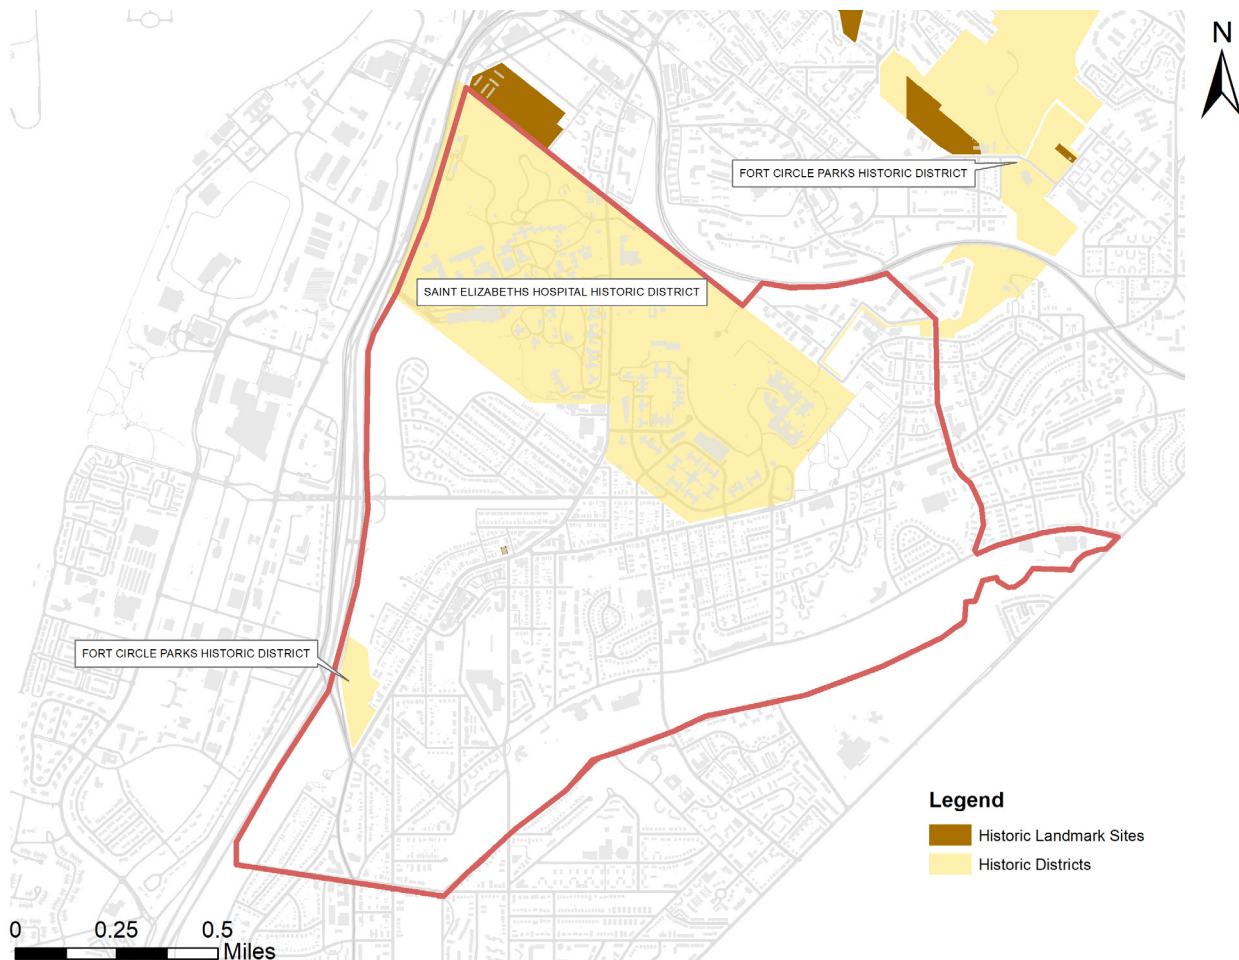 N
FORT CIRCLE PARKS HISTORIC DISTRICT
SAINT ELIZABETHS HOSPITAL HISTORIC DISTRICT
FORT CIRCLE PARKS HISTORIC DISTRICT
Legend
Historic Landmark Sites
Historic Districts
0 0.25 0.5
Miles